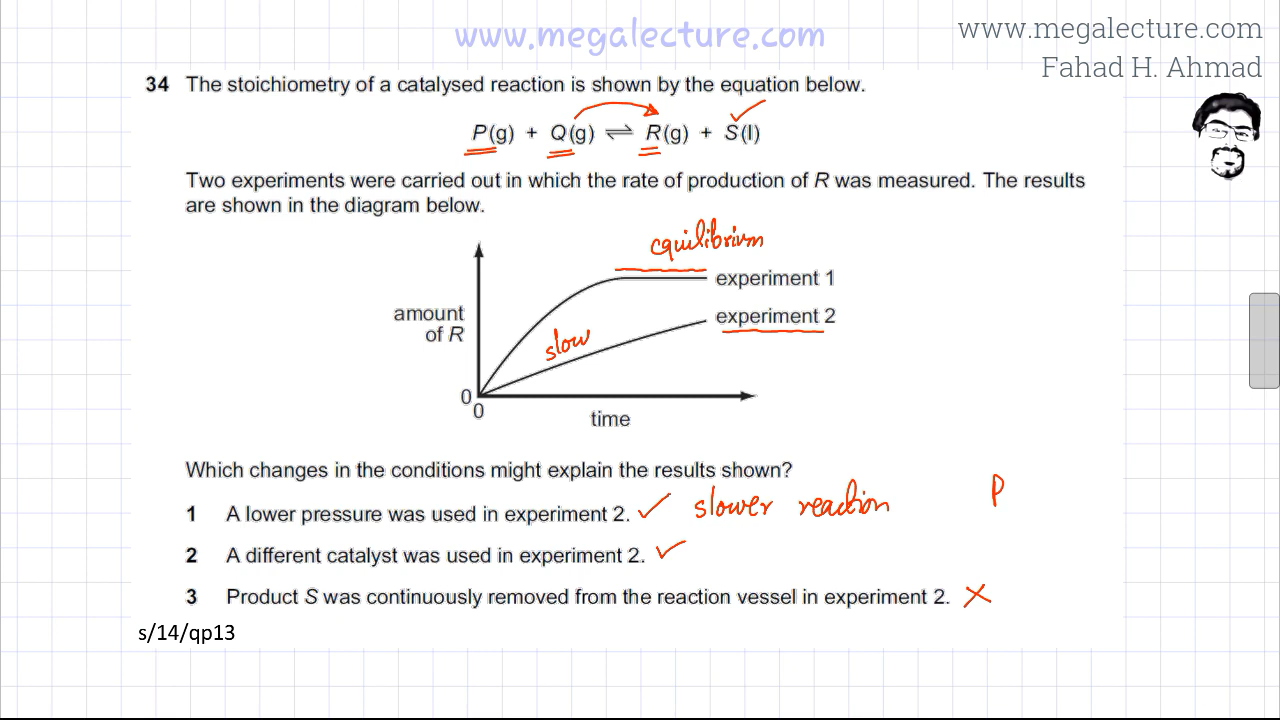 www.megalecture.com
www.megalecture.com
Fahad H. Ahmad
34 The stoichiometry of a catalysed reaction is shown by the equation below.
P(g) + Q(g) ⇌ R(g) + S(l)
Two experiments were carried out in which the rate of production of R was measured. The results
are shown in the diagram below.
equilibrium
experiment 1
amount
of R
experiment 2
slow
0
0
time
Which changes in the conditions might explain the results shown?
1 A lower pressure was used in experiment 2. ✓ slower reaction P
2 A different catalyst was used in experiment 2. ✓
3 Product S was continuously removed from the reaction vessel in experiment 2. ✗
s/14/qp13